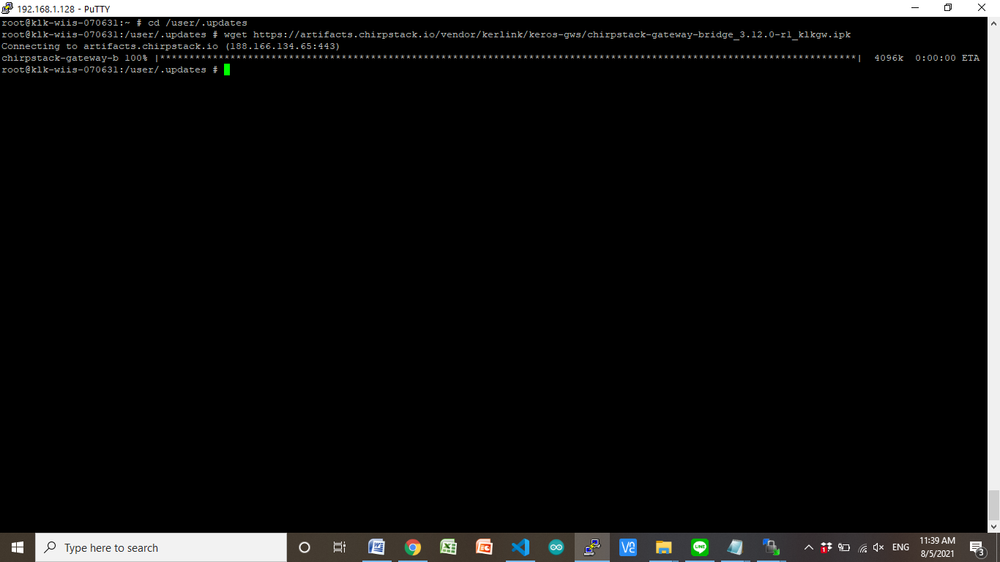 192.168.1.128 - PuTTY
root@klk-wiis-070631:~ # cd /user/.updates
root@klk-wiis-070631:/user/.updates # wget https://artifacts.chirpstack.io/vendor/kerlink/keros-gws/chirpstack-gateway-bridge_3.12.0-r1_klkgw.ipk
Connecting to artifacts.chirpstack.io (188.166.134.65:443)
chirpstack-gateway-b 100% |***********************************************************************************************************************| 4096k 0:00:00 ETA
root@klk-wiis-070631:/user/.updates #
Type here to search
ENG
11:39 AM
8/5/2021
3